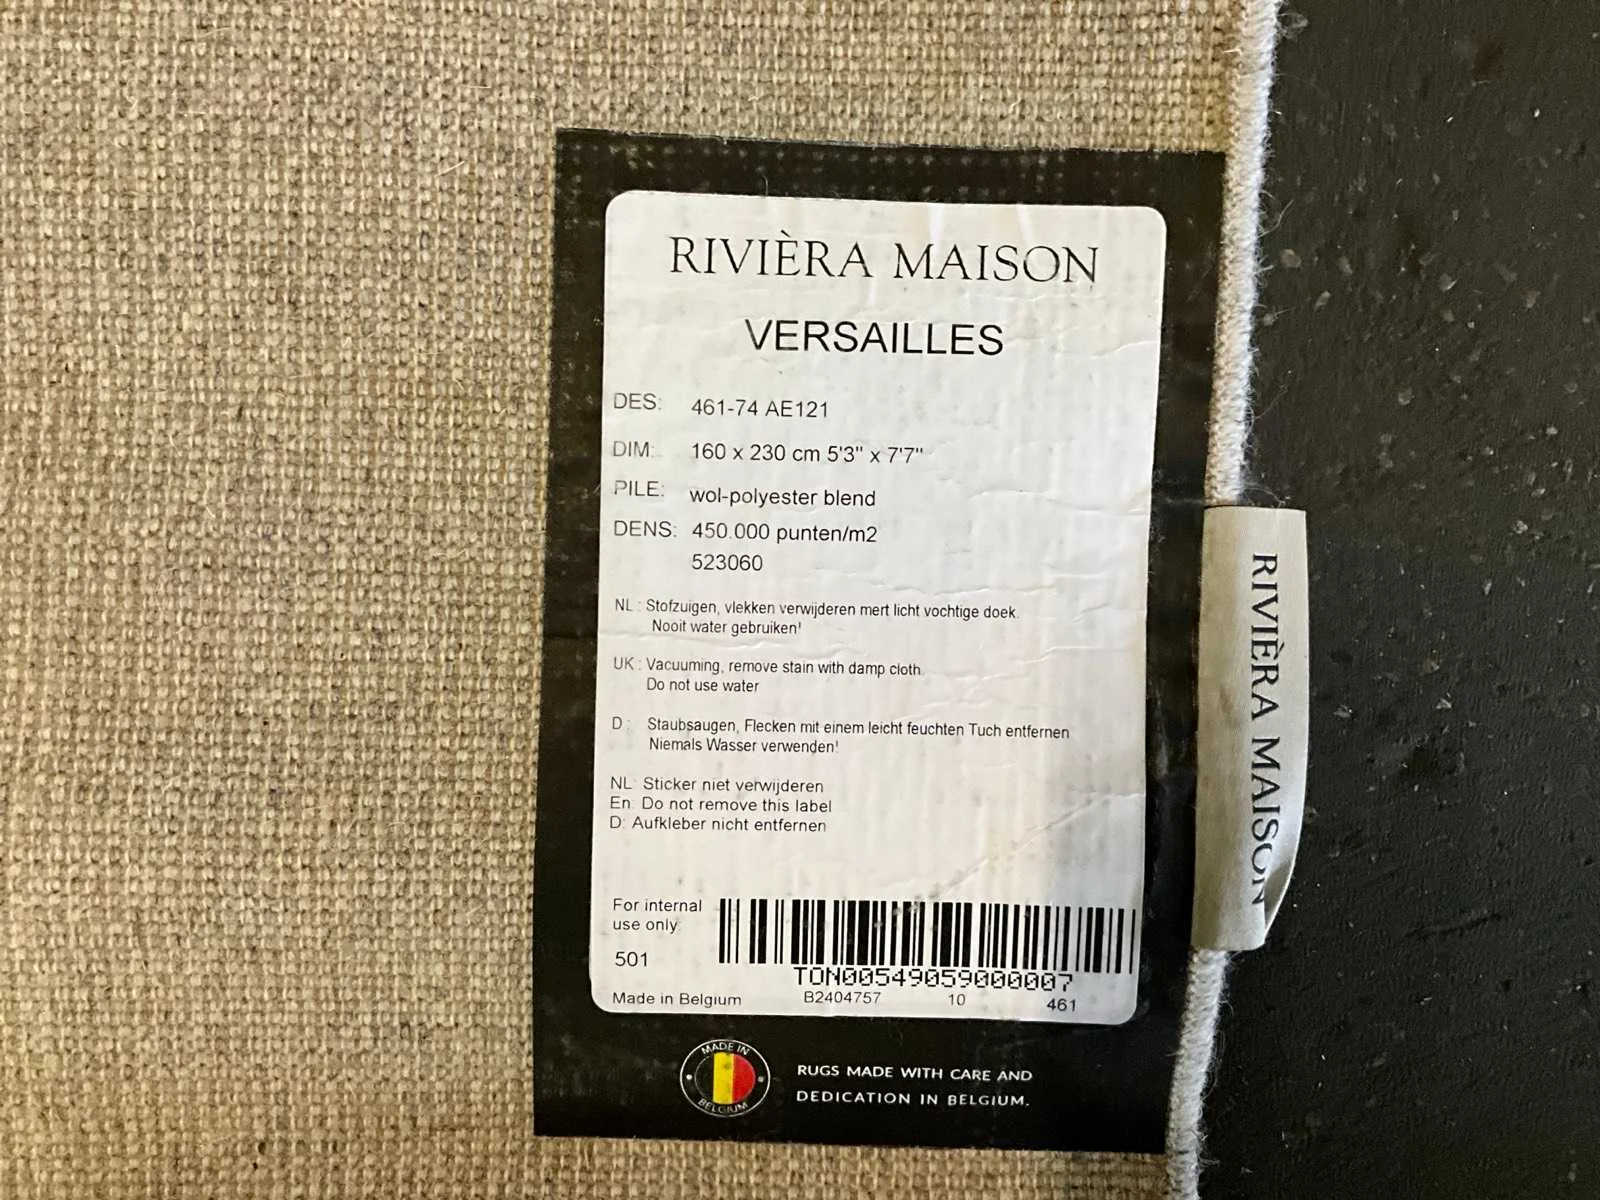 RIVIÈRA MAISON
VERSAILLES
DES: 461-74 AE121
DIM: 160 x 230 cm 5'3" x 7'7"
PILE: wol-polyester blend
DENS: 450.000 punten/m2
523060
NL : Stofzuigen, vlekken verwijderen mert licht vochtige doek.
Nooit water gebruiken!
UK : Vacuuming, remove stain with damp cloth.
Do not use water
D : Staubsaugen, Flecken mit einem leicht feuchten Tuch entfernen
Niemals Wasser verwenden!
NL: Sticker niet verwijderen
En: Do not remove this label
D: Aufkleber nicht entfernen
For internal
use only:
501
TON00549059000007
Made in Belgium B2404757 10 461
MADE IN
BELGIUM
RUGS MADE WITH CARE AND
DEDICATION IN BELGIUM.
RIVIÈRA MAISON